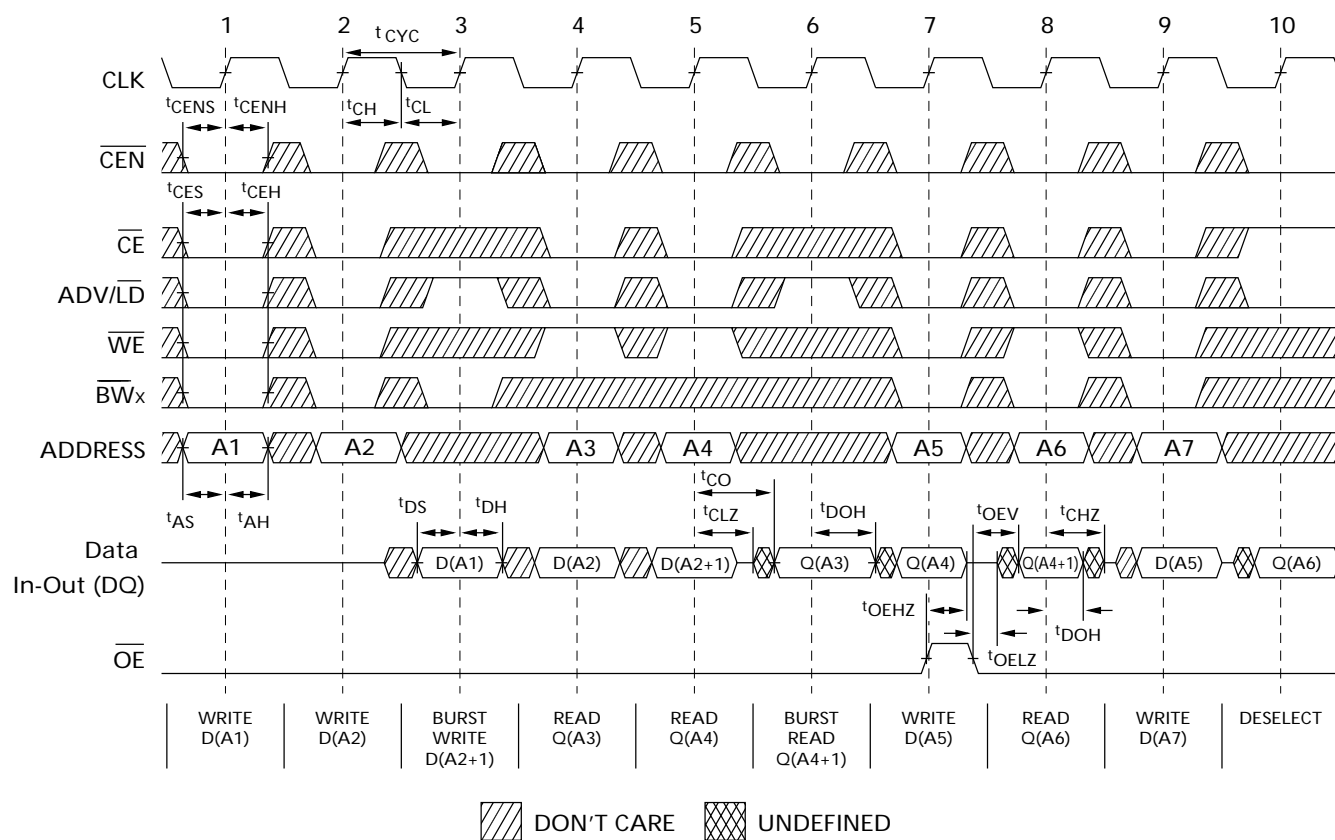 1 2 3 4 5 6 7 8 9 10
tCYC
CLK
tCENS tCENH tCH tCL
CEN
tCES tCEH
CE
ADV/LD
WE
BWx
ADDRESS A1 A2 A3 A4 A5 A6 A7
tCO
tAS tAH tDS tDH tCLZ tDOH tOEV tCHZ
Data
In-Out (DQ) D(A1) D(A2) D(A2+1) Q(A3) Q(A4) Q(A4+1) D(A5) Q(A6)
tOEHZ tDOH
tOELZ
OE
WRITE WRITE BURST READ READ BURST WRITE READ WRITE DESELECT
D(A1) D(A2) WRITE Q(A3) Q(A4) READ D(A5) Q(A6) D(A7)
D(A2+1) Q(A4+1)
DON'T CARE UNDEFINED